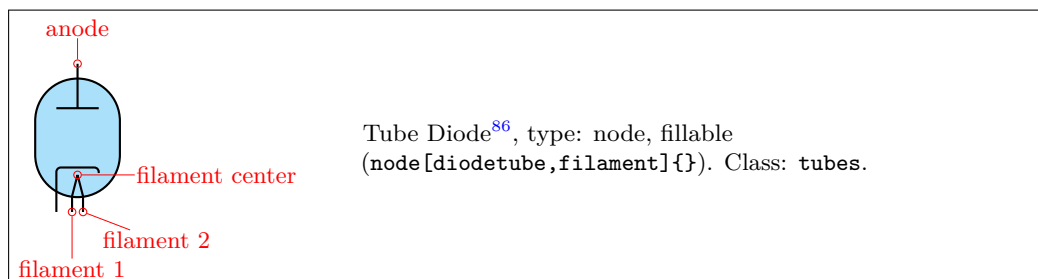 anode
Tube Diode86, type: node, fillable
(node[diodetube,filament]{}). Class: tubes.
filament center
filament 2
filament 1